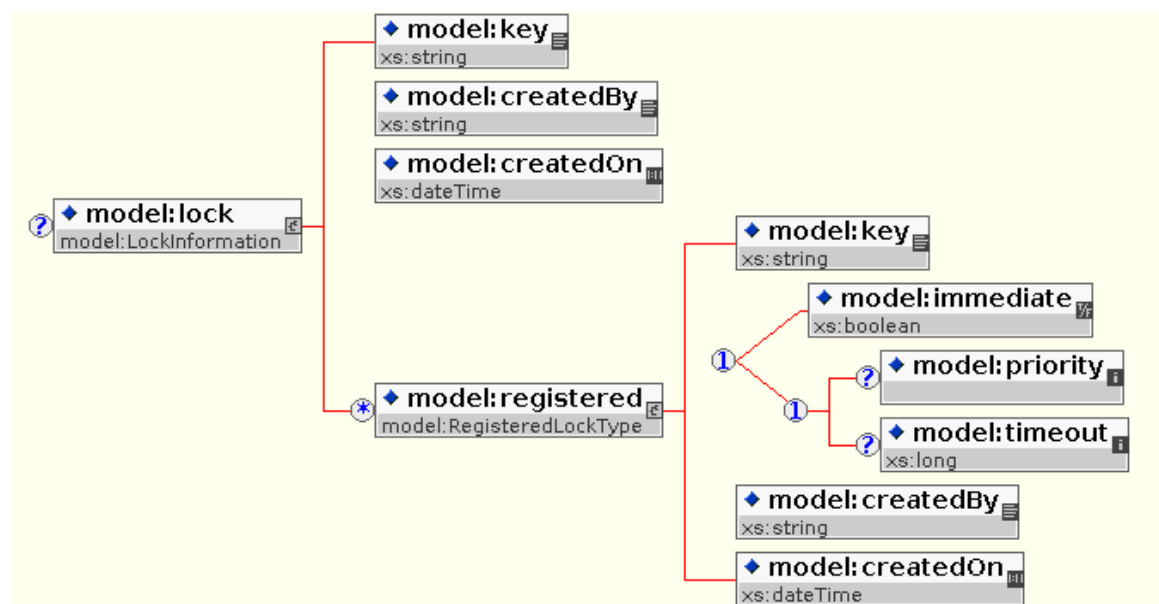 model:key
xs:string
model:createdBy
xs:string
model:createdOn
xs:dateTime
? model:lock
model:LockInformation
model:key
xs:string
model:immediate
xs:boolean
1
? model:priority
* model:registered
model:RegisteredLockType
1
? model:timeout
xs:long
model:createdBy
xs:string
model:createdOn
xs:dateTime